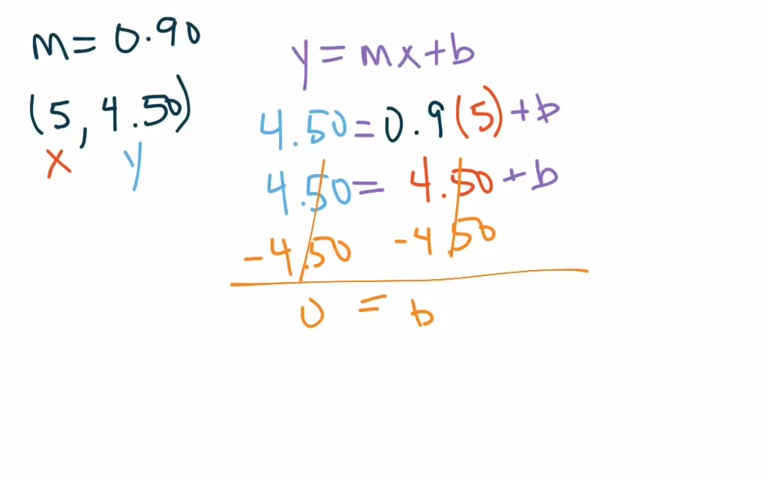 m = 0.90
(5, 4.50)
x y
y = mx+b
4.50 = 0.9(5) + b
4.50 = 4.50 + b
-4.50 -4.50
0 = b